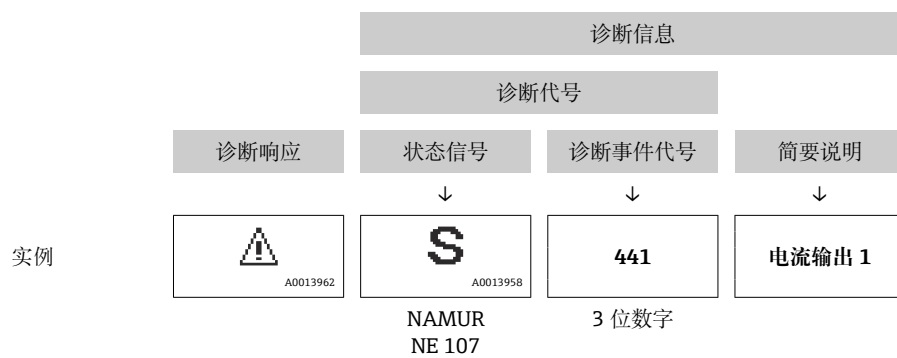 诊断信息
诊断代号
诊断响应 状态信号 诊断事件代号 简要说明
↓ ↓ ↓
实例 S 441 电流输出 1
A0013962 A0013958
NAMUR 3 位数字
NE 107